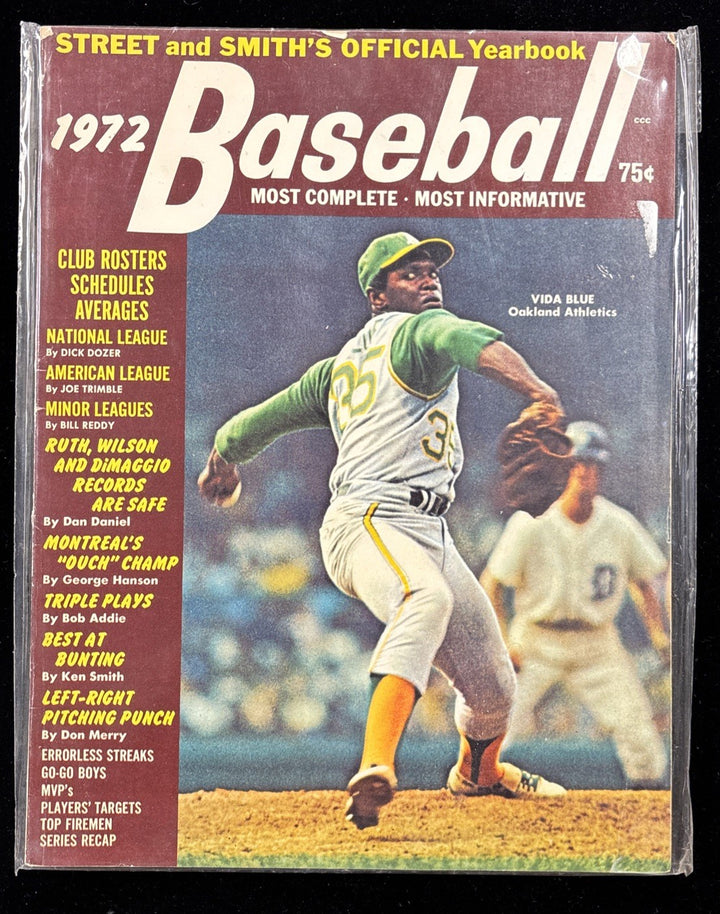 STREET and SMITH'S OFFICIAL Yearbook
1972 Baseball
CCC
75¢
MOST COMPLETE · MOST INFORMATIVE
CLUB ROSTERS
SCHEDULES
AVERAGES
NATIONAL LEAGUE
By DICK DOZER
AMERICAN LEAGUE
By JOE TRIMBLE
MINOR LEAGUES
By BILL REDDY
RUTH, WILSON
AND DiMAGGIO
RECORDS
ARE SAFE
By Dan Daniel
MONTREAL'S
"OUCH" CHAMP
By George Hanson
TRIPLE PLAYS
By Bob Addie
BEST AT
BUNTING
By Ken Smith
LEFT-RIGHT
PITCHING PUNCH
By Don Merry
ERRORLESS STREAKS
GO-GO BOYS
MVP's
PLAYERS' TARGETS
TOP FIREMEN
SERIES RECAP
VIDA BLUE
Oakland Athletics
35
35
D